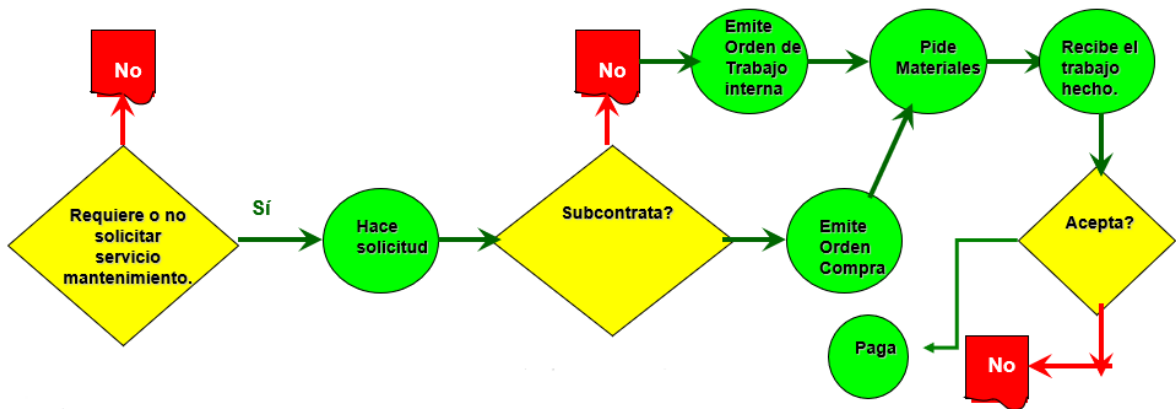 No
Requiere o no
solicitar
servicio
mantenimiento.
Sí
Hace
solicitud
Subcontrata?
No
Emite
Orden de
Trabajo
interna
Emite
Orden
Compra
Pide
Materiales
Recibe el
trabajo
hecho.
Acepta?
Paga
No